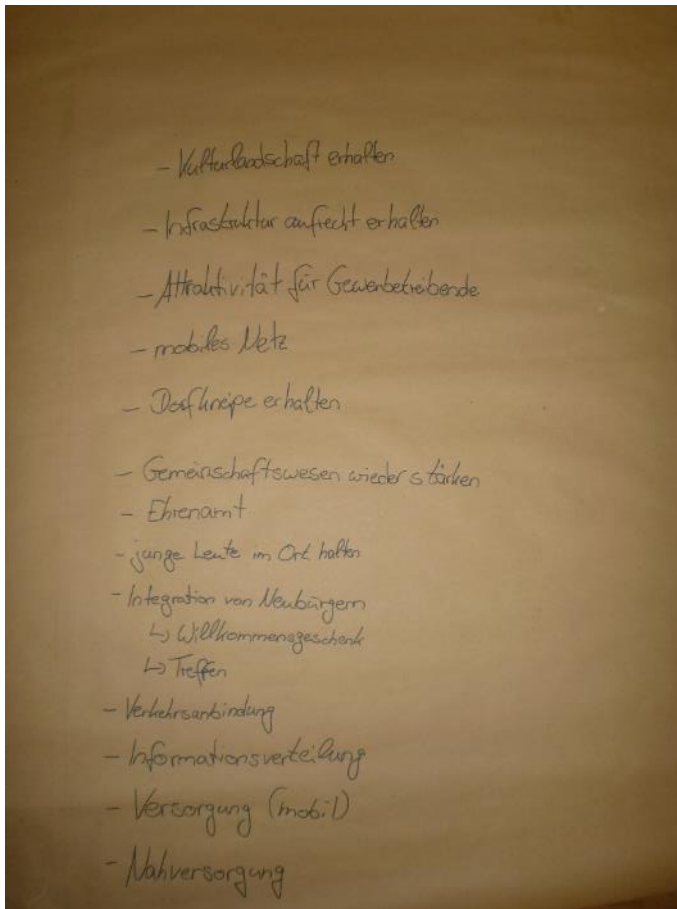 - Kulturlandschaft erhalten
- Infrastruktur aufrecht erhalten
- Attraktivität für Gewerbetreibende
- mobiles Netz
- Dorfkneipe erhalten
- Gemeinschaftswesen wieder stärken
- Ehrenamt
- junge Leute im Ort halten
- Integration von Neubürgern
↳ Willkommensgeschenk
↳ Treffen
- Verkehrsanbindung
- Informationsverteilung
- Versorgung (mobil)
- Nahversorgung